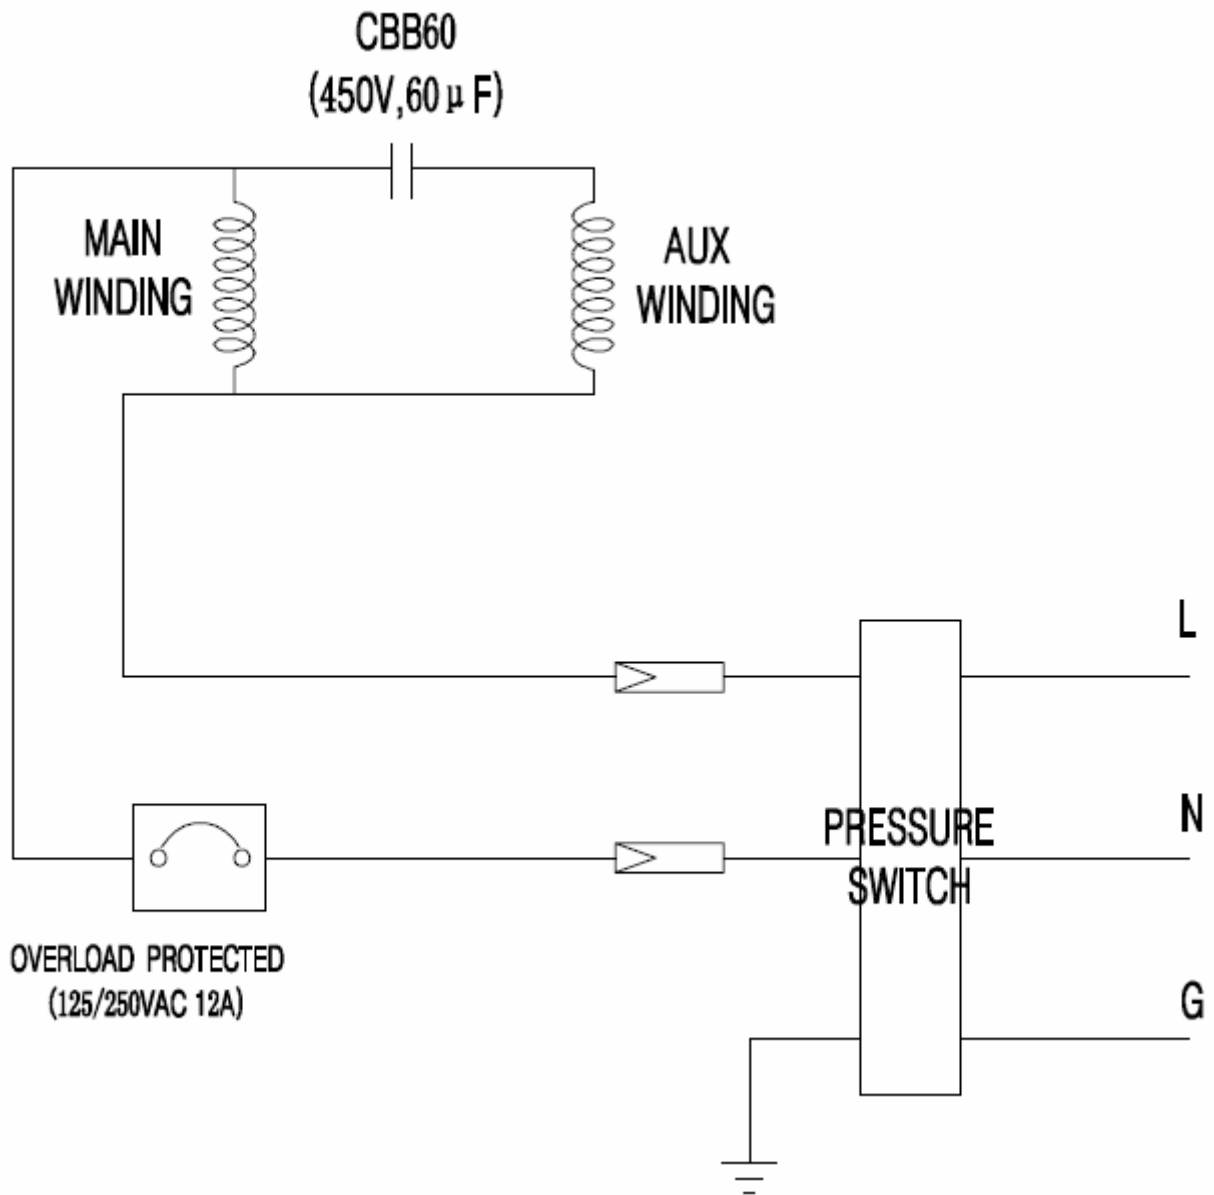 CBB60
(450V,60μF)
MAIN
WINDING
AUX
WINDING
L
PRESSURE
SWITCH
N
OVERLOAD PROTECTED
(125/250VAC 12A)
G